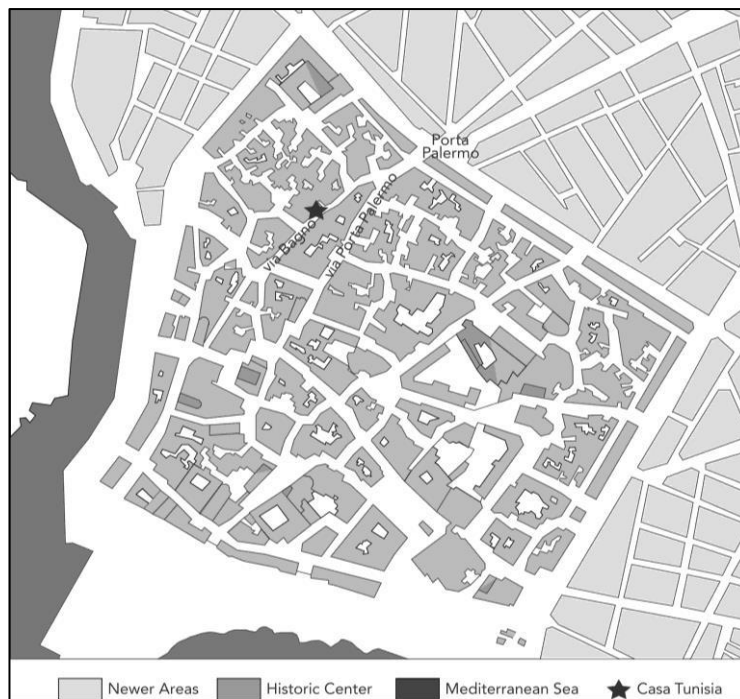 Porta
Palermo
via Porta Palermo
via Bagno
Newer Areas
Historic Center
Mediterranean Sea
Casa Tunisia